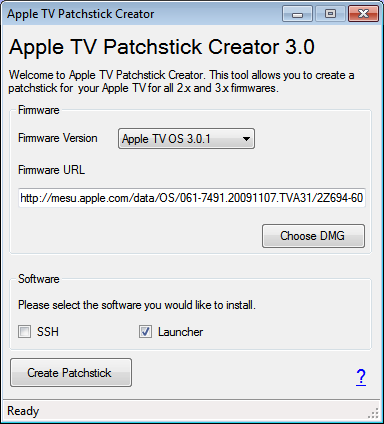 Apple TV Patchstick Creator
Apple TV Patchstick Creator 3.0
Welcome to Apple TV Patchstick Creator. This tool allows you to create a
patchstick for your Apple TV for all 2.x and 3.x firmwares.
Firmware
Firmware Version Apple TV OS 3.0.1
Firmware URL
http://mesu.apple.com/data/OS/061-7491.20091107.TVA31/2Z694-60
Choose DMG
Software
Please select the software you would like to install.
SSH Launcher
Create Patchstick ?
Ready